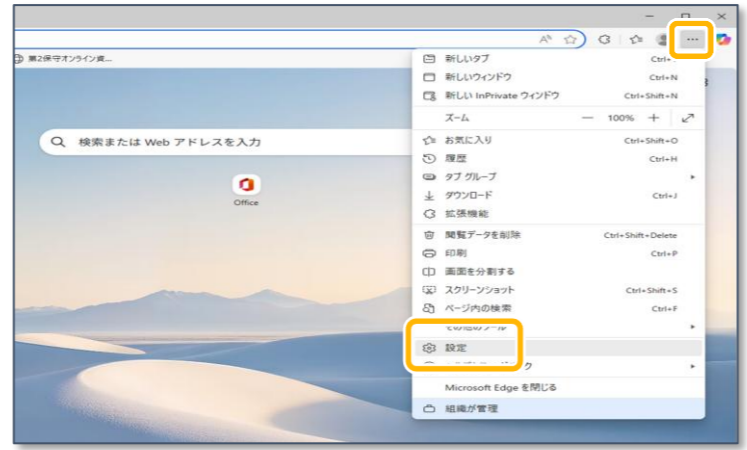 第2保守オンライン資...
検索または Web アドレスを入力
Office
新しいタブ
新しいウィンドウ Ctrl+N
新しい InPrivate ウィンドウ Ctrl+Shift+N
ズーム — 100% +
お気に入り Ctrl+Shift+O
履歴 Ctrl+H
タブ グループ
ダウンロード Ctrl+J
拡張機能
閲覧データを削除 Ctrl+Shift+Delete
印刷 Ctrl+P
画面を分割する
スクリーンショット Ctrl+Shift+S
ページ内の検索 Ctrl+F
その他のツール
設定
Microsoft Edge を閉じる
組織が管理